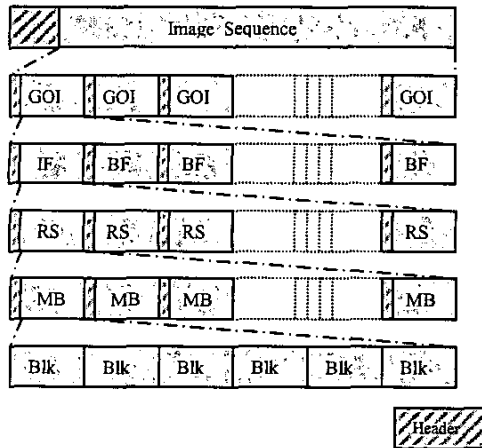 Image Sequence
GOI GOI GOI GOI
IF BF BF BF
RS RS RS RS
MB MB MB MB
Blk Blk Blk Blk Blk Blk
Header